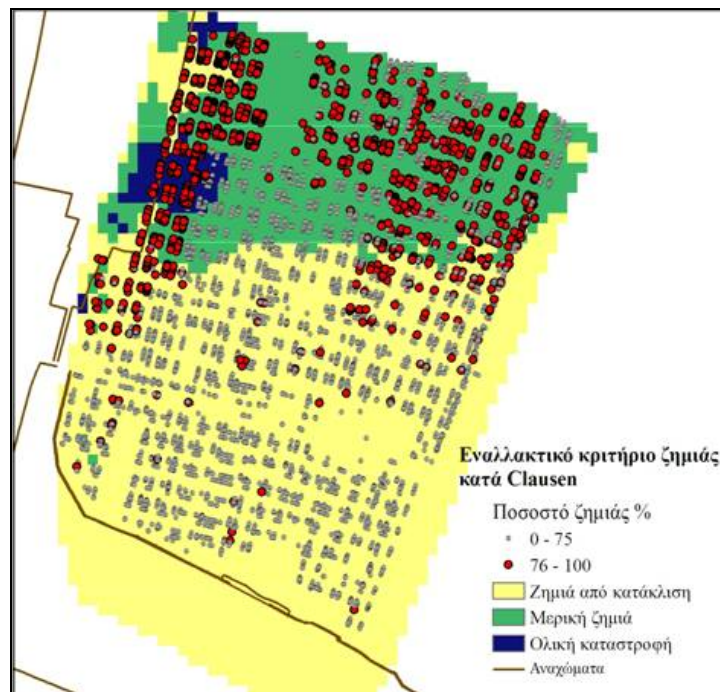 Εναλλακτικό κριτήριο ζημιάς
κατά Clausen
Ποσοστό ζημιάς %
0 - 75
76 - 100
Ζημιά από κατάκλιση
Μερική ζημιά
Ολική καταστροφή
Αναχώματα